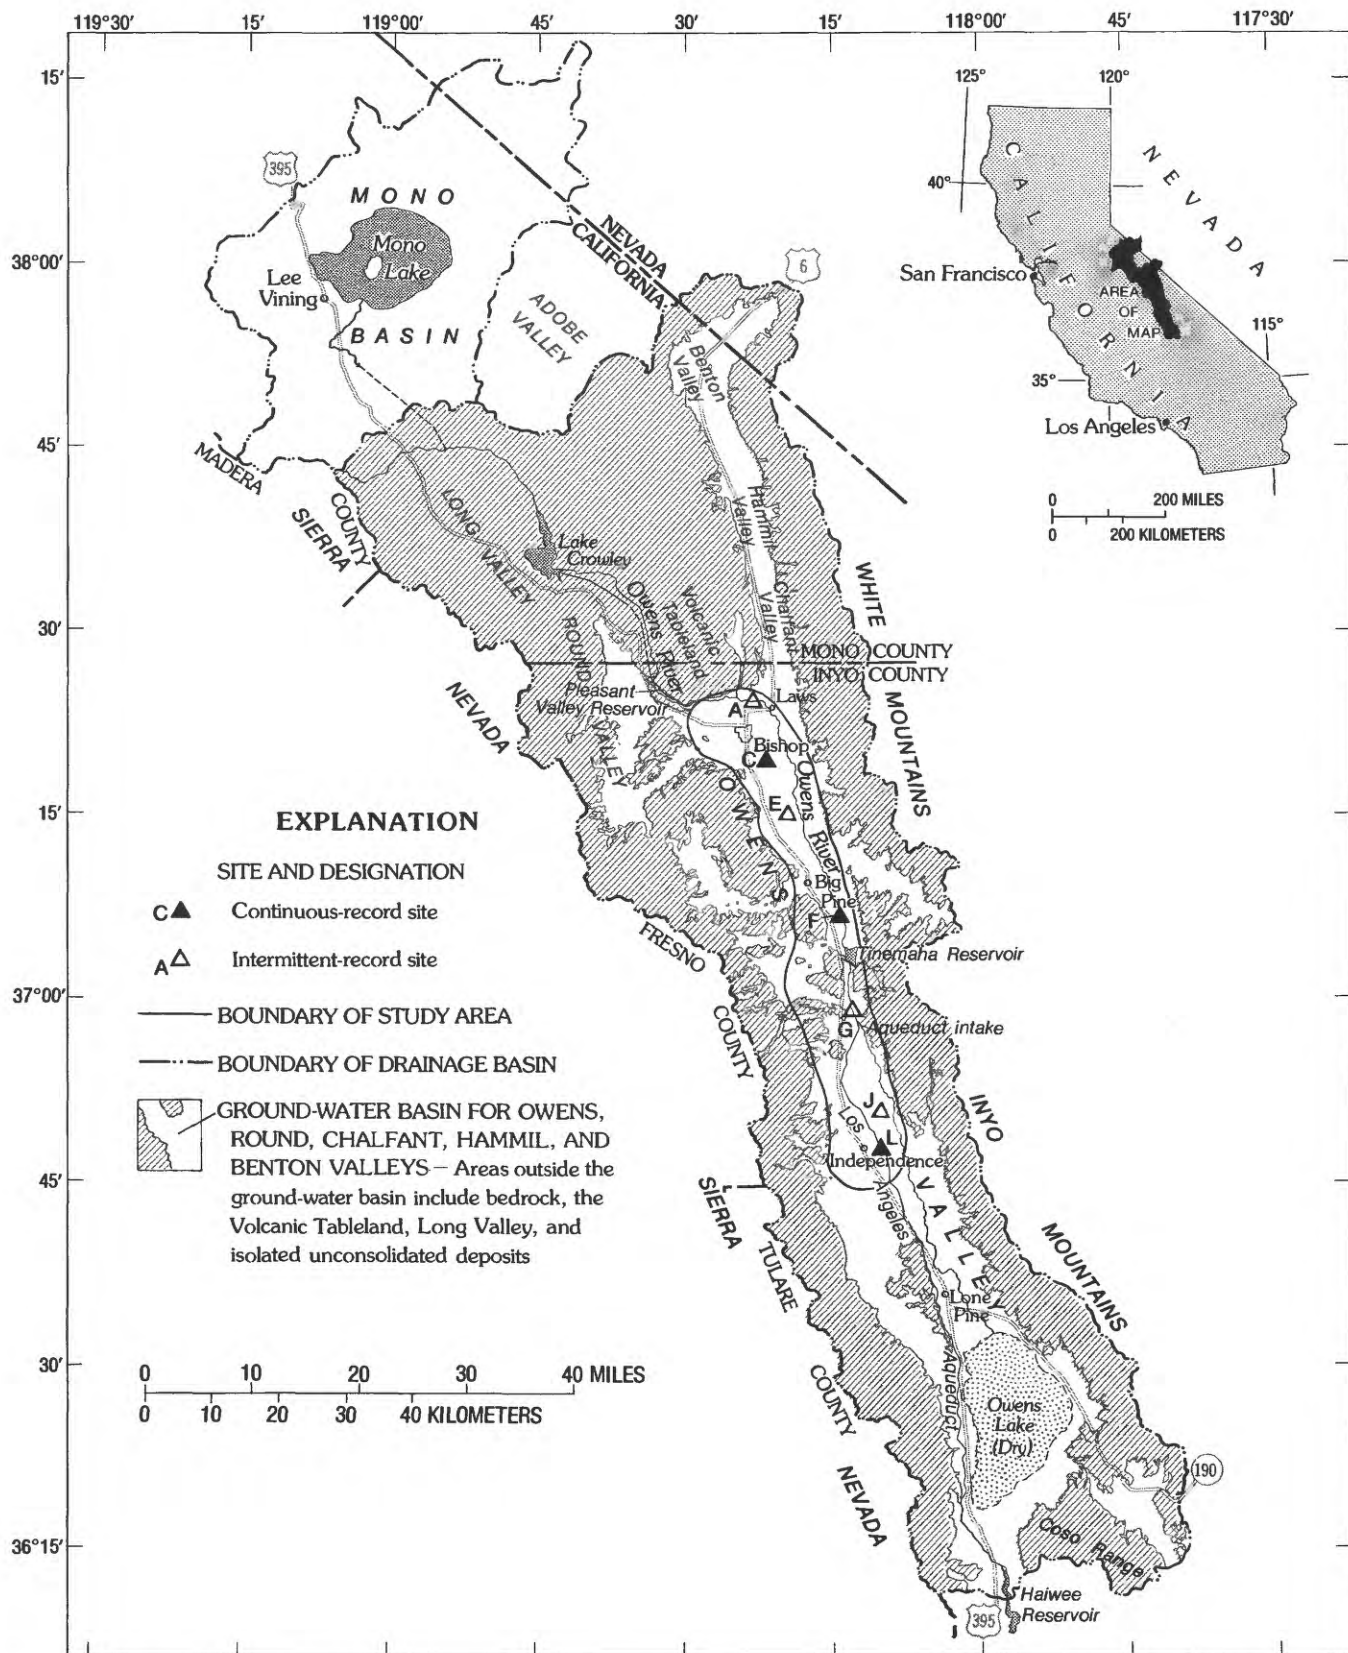 119°30′ 15′ 119°00′ 45′ 30′ 15′ 118°00′ 45′ 117°30′
15′
38°00′
45′
30′
15′
37°00′
45′
30′
36°15′
395
MONO
Mono
Lake
Lee
Vining
BASIN
ADOBE
VALLEY
NEVADA
CALIFORNIA
6
Benton
Valley
Hammit
Valley
Chalfant
Valley
MADERA
COUNTY
SIERRA
NEVADA
LONG VALLEY
Lake
Crowley
Owens
River
Volcanic
Tableland
ROUND
VALLEY
WHITE
MOUNTAINS
MONO COUNTY
INYO COUNTY
Pleasant
Valley Reservoir
A
Laws
Bishop
C
OWENS
E
Owens
River
Big
Pine
F
FRESNO
COUNTY
Tinemaha Reservoir
G
Aqueduct intake
J
L
Los
Angeles
Aqueduct
Independence
INYO
MOUNTAINS
VALLEY
SIERRA
NEVADA
TULARE
COUNTY
Lone
Pine
Owens
Lake
(Dry)
190
Coso Range
Haiwee
Reservoir
395
EXPLANATION
SITE AND DESIGNATION
C Continuous-record site
A Intermittent-record site
BOUNDARY OF STUDY AREA
BOUNDARY OF DRAINAGE BASIN
GROUND-WATER BASIN FOR OWENS,
ROUND, CHALFANT, HAMMIL, AND
BENTON VALLEYS— Areas outside the
ground-water basin include bedrock, the
Volcanic Tableland, Long Valley, and
isolated unconsolidated deposits
0 10 20 30 40 MILES
0 10 20 30 40 KILOMETERS
125° 120°
40°
35°
115°
CALIFORNIA
NEVADA
San Francisco
AREA
OF
MAP
Los Angeles
0 200 MILES
0 200 KILOMETERS